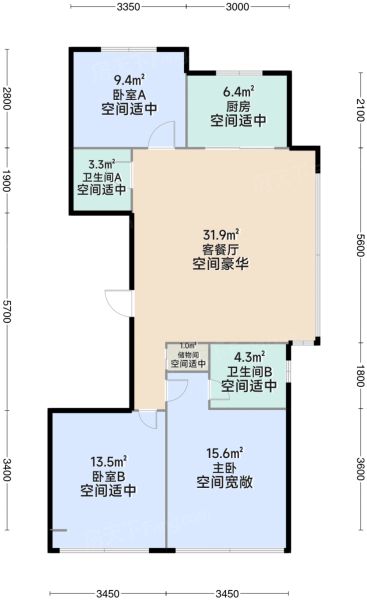 3350
3000
2800
1900
5700
3400
9.4㎡
卧室A
空间适中
6.4㎡
厨房
空间适中
3.3㎡
卫生间A
空间适中
31.9㎡
客餐厅
空间豪华
1.0㎡
储物间
空间适中
4.3㎡
卫生间B
空间适中
13.5㎡
卧室B
空间适中
15.6㎡
主卧
空间宽敞
2100
5600
1800
3600
3450
3450